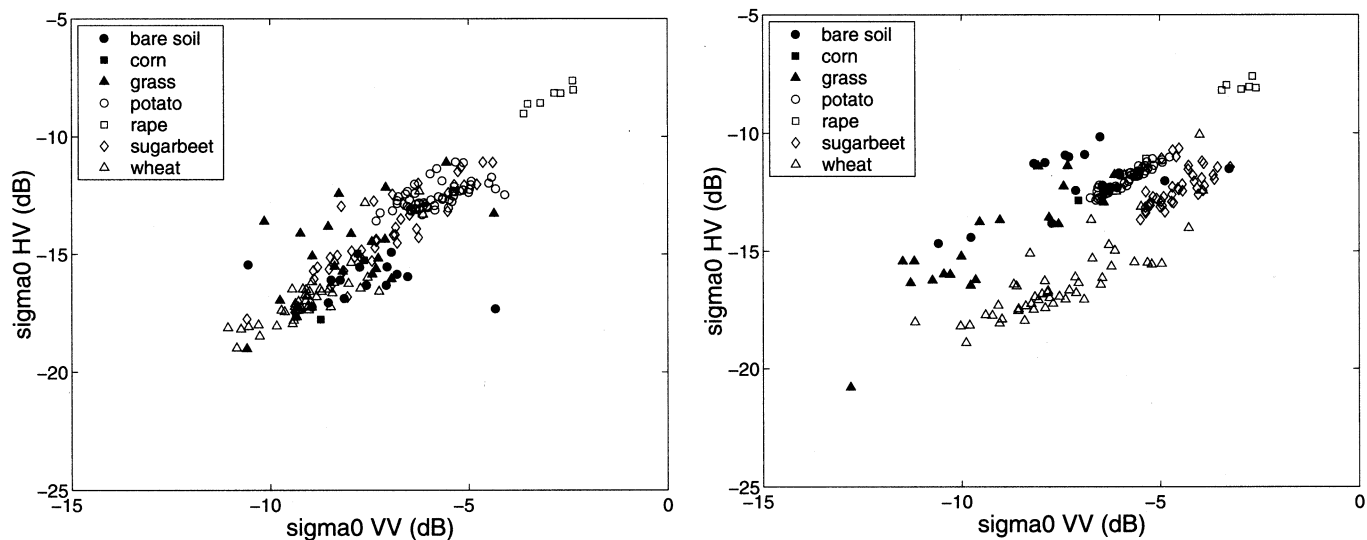 −5
bare soil
corn
grass
potato
rape
sugarbeet
wheat
−10
−15
−20
−25
sigma0 HV (dB)
−15
−10
−5
0
sigma0 VV (dB)
−5
bare soil
corn
grass
potato
rape
sugarbeet
wheat
−10
−15
−20
−25
sigma0 HV (dB)
−15
−10
−5
0
sigma0 VV (dB)